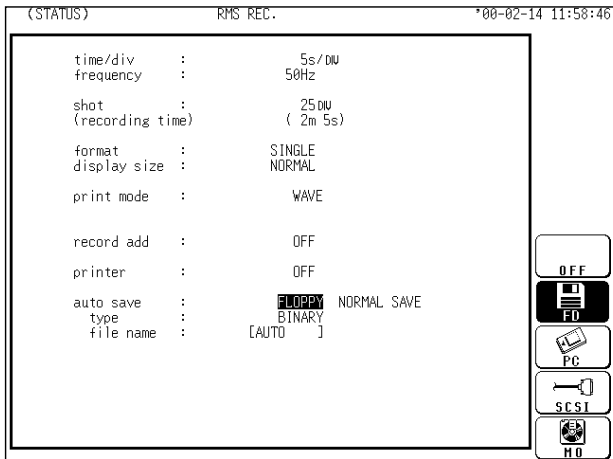 (STATUS) RMS REC. '00-02-14 11:58:46
time/div : 5s/DIV
frequency : 50Hz
shot : 25DIV
(recording time) ( 2m 5s)
format : SINGLE
display size : NORMAL
print mode : WAVE
record add : OFF
printer : OFF
auto save : FLOPPY NORMAL SAVE
type : BINARY
file name : [AUTO ]
OFF
FD
PC
SCSI
MO